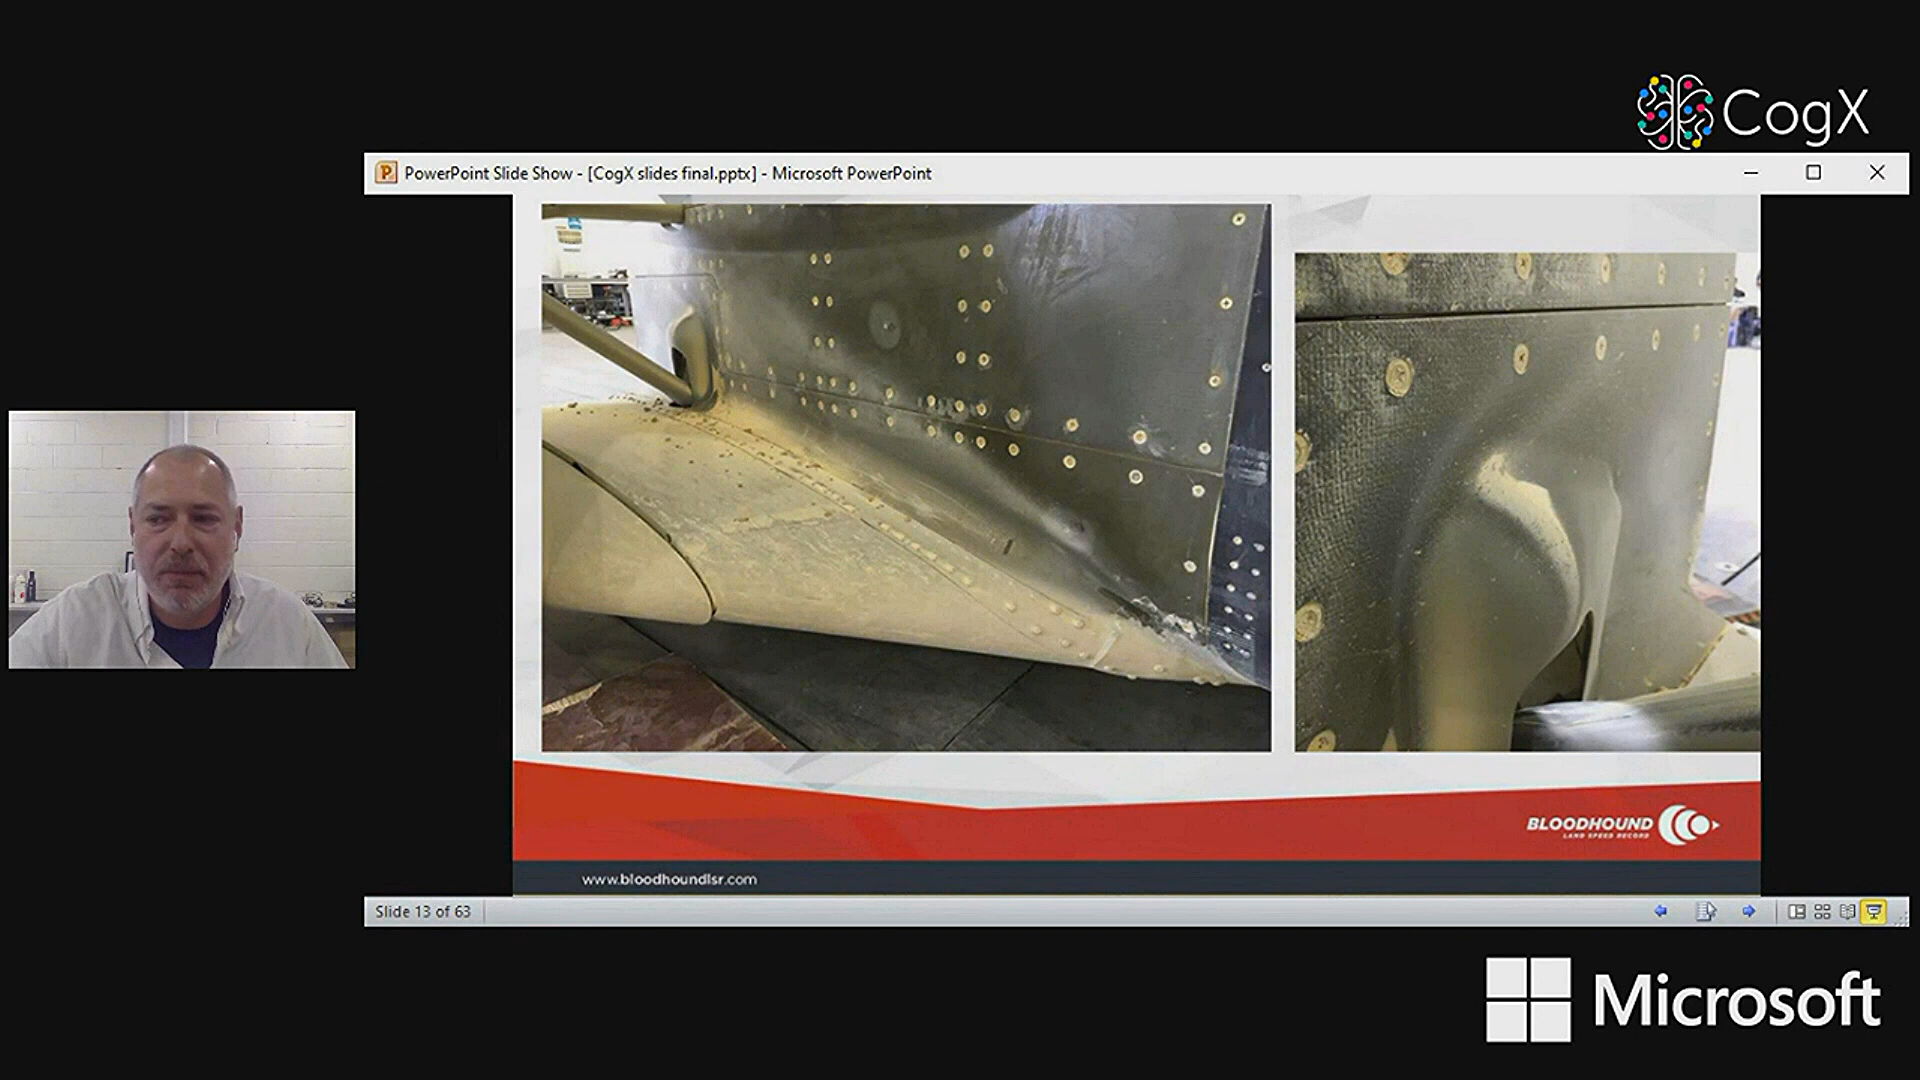 CogX
PowerPoint Slide Show - [CogX slides final.pptx] - Microsoft PowerPoint
BLOODHOUND
LAND SPEED RECORD
www.bloodhoundlsr.com
Slide 13 of 63
Microsoft